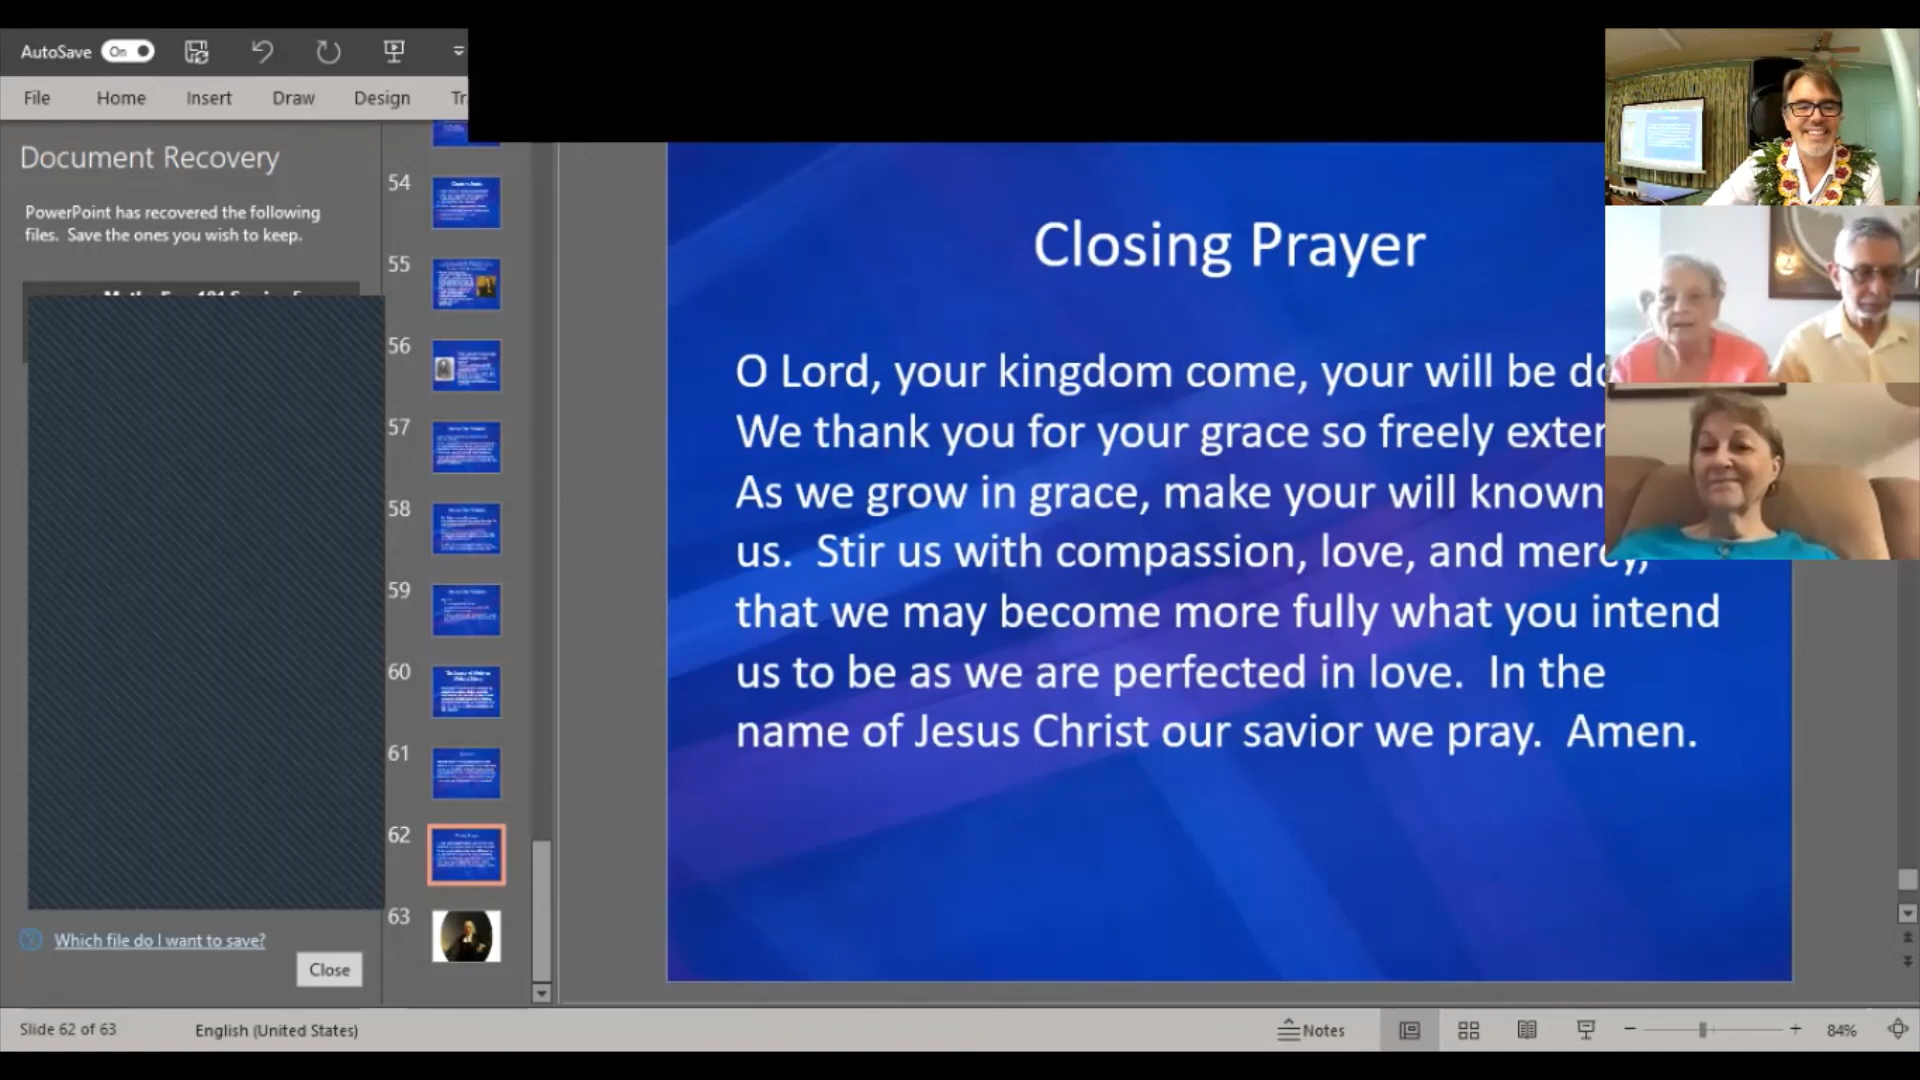 AutoSave On
File Home Insert Draw Design
Document Recovery
PowerPoint has recovered the following
files. Save the ones you wish to keep.
54
55
56
57
58
59
60
61
62
63
Which file do I want to save?
Close
Closing Prayer
O Lord, your kingdom come, your will be
We thank you for your grace so freely
As we grow in grace, make your will known
us. Stir us with compassion, love, and mercy,
that we may become more fully what you intend
us to be as we are perfected in love. In the
name of Jesus Christ our savior we pray. Amen.
Slide 62 of 63 English (United States) Notes 84%